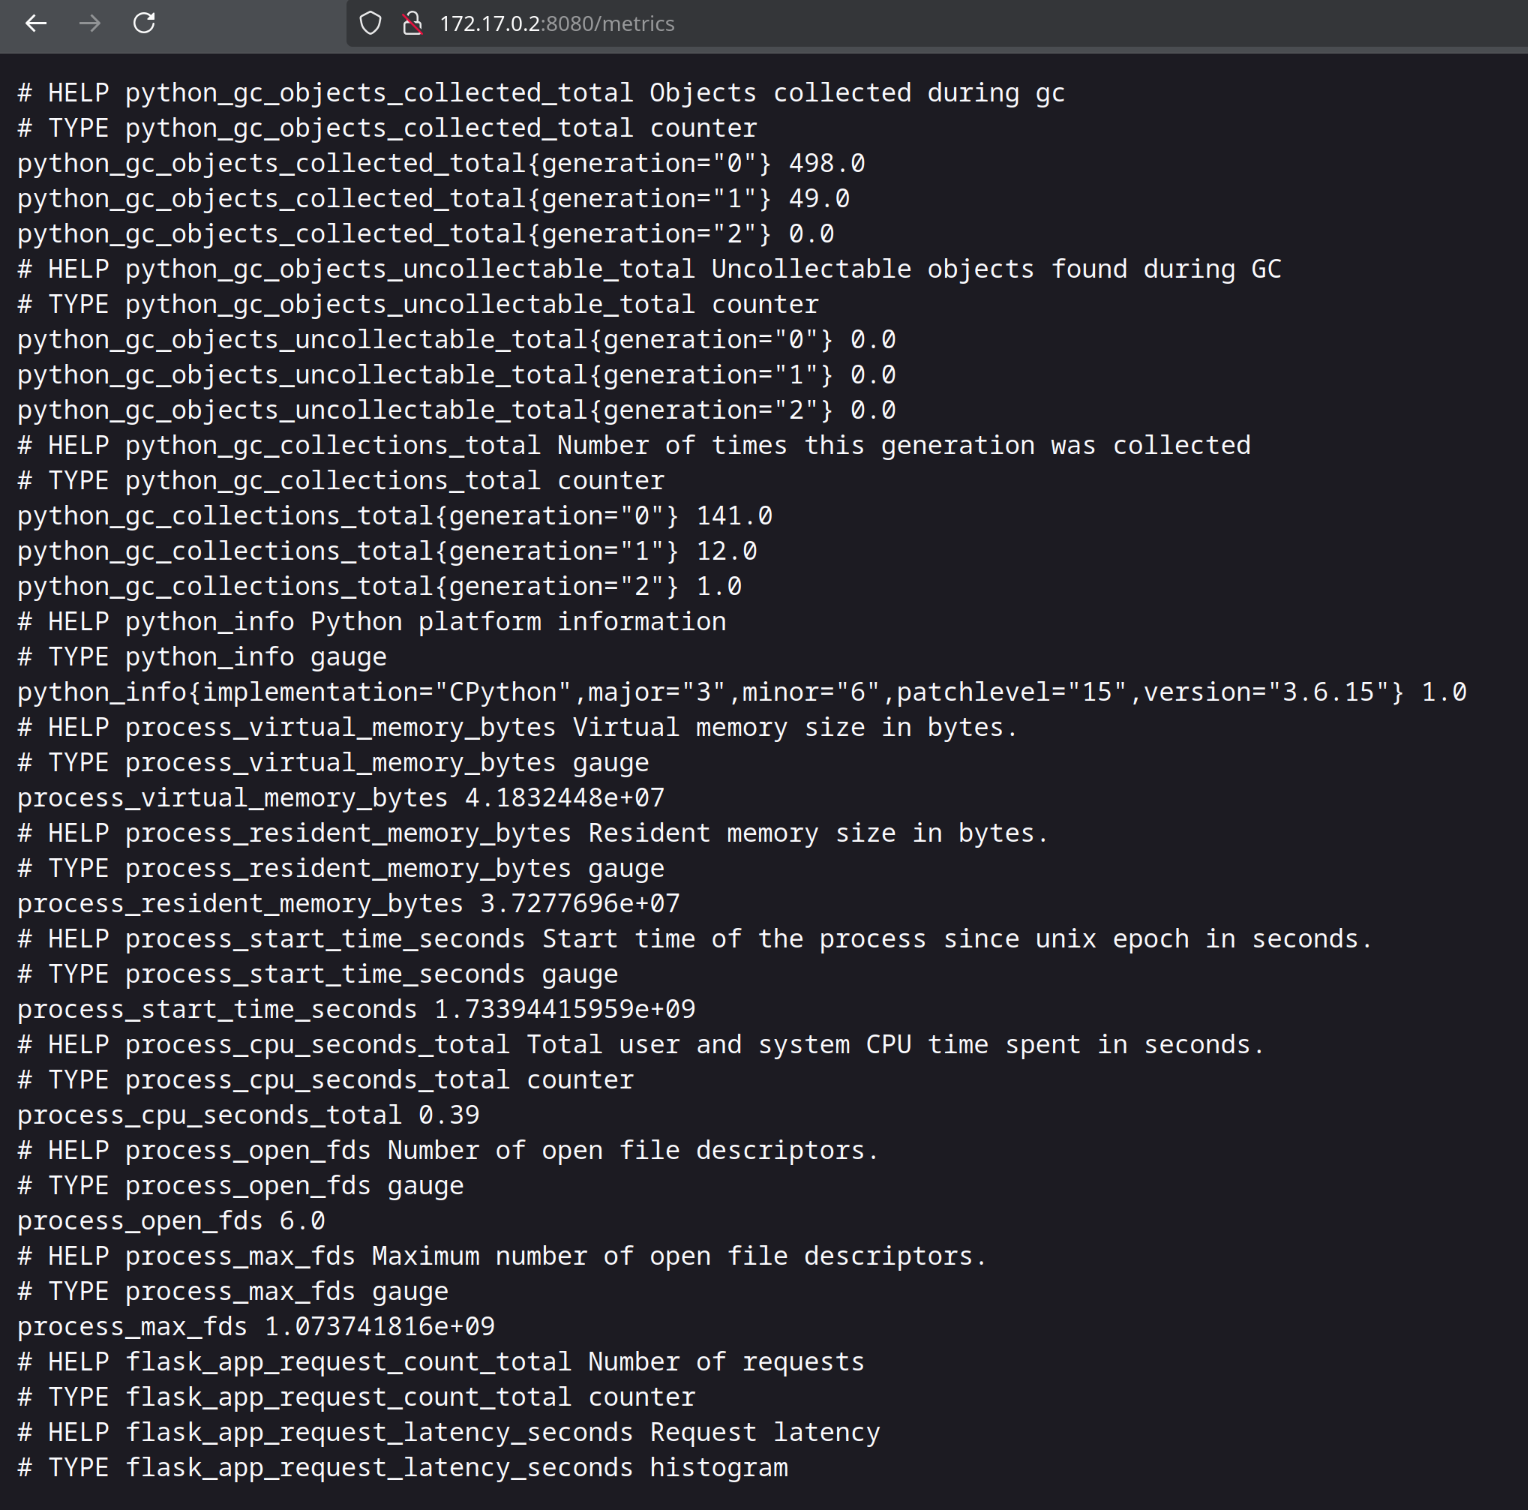 172.17.0.2:8080/metrics
# HELP python_gc_objects_collected_total Objects collected during gc
# TYPE python_gc_objects_collected_total counter
python_gc_objects_collected_total{generation="0"} 498.0
python_gc_objects_collected_total{generation="1"} 49.0
python_gc_objects_collected_total{generation="2"} 0.0
# HELP python_gc_objects_uncollectable_total Uncollectable objects found during GC
# TYPE python_gc_objects_uncollectable_total counter
python_gc_objects_uncollectable_total{generation="0"} 0.0
python_gc_objects_uncollectable_total{generation="1"} 0.0
python_gc_objects_uncollectable_total{generation="2"} 0.0
# HELP python_gc_collections_total Number of times this generation was collected
# TYPE python_gc_collections_total counter
python_gc_collections_total{generation="0"} 141.0
python_gc_collections_total{generation="1"} 12.0
python_gc_collections_total{generation="2"} 1.0
# HELP python_info Python platform information
# TYPE python_info gauge
python_info{implementation="CPython",major="3",minor="6",patchlevel="15",version="3.6.15"} 1.0
# HELP process_virtual_memory_bytes Virtual memory size in bytes.
# TYPE process_virtual_memory_bytes gauge
process_virtual_memory_bytes 4.1832448e+07
# HELP process_resident_memory_bytes Resident memory size in bytes.
# TYPE process_resident_memory_bytes gauge
process_resident_memory_bytes 3.7277696e+07
# HELP process_start_time_seconds Start time of the process since unix epoch in seconds.
# TYPE process_start_time_seconds gauge
process_start_time_seconds 1.73394415959e+09
# HELP process_cpu_seconds_total Total user and system CPU time spent in seconds.
# TYPE process_cpu_seconds_total counter
process_cpu_seconds_total 0.39
# HELP process_open_fds Number of open file descriptors.
# TYPE process_open_fds gauge
process_open_fds 6.0
# HELP process_max_fds Maximum number of open file descriptors.
# TYPE process_max_fds gauge
process_max_fds 1.073741816e+09
# HELP flask_app_request_count_total Number of requests
# TYPE flask_app_request_count_total counter
# HELP flask_app_request_latency_seconds Request latency
# TYPE flask_app_request_latency_seconds histogram